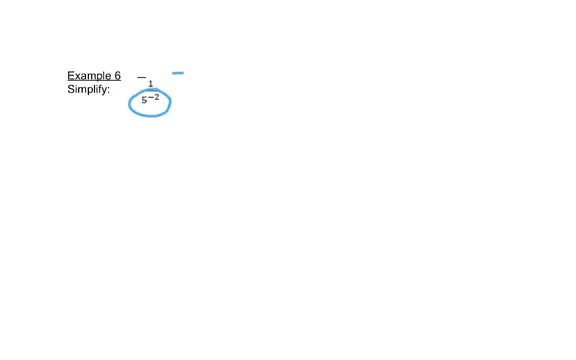 Example 6 — 1 —
Simplify: 5⁻²